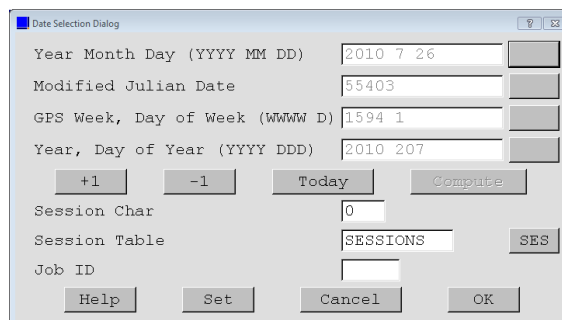 Date Selection Dialog
Year Month Day (YYYY MM DD) 2010 7 26
Modified Julian Date 55403
GPS Week, Day of Week (WWWW D) 1594 1
Year, Day of Year (YYYY DDD) 2010 207
+1 -1 Today Compute
Session Char 0
Session Table SESSIONS SES
Job ID
Help Set Cancel OK